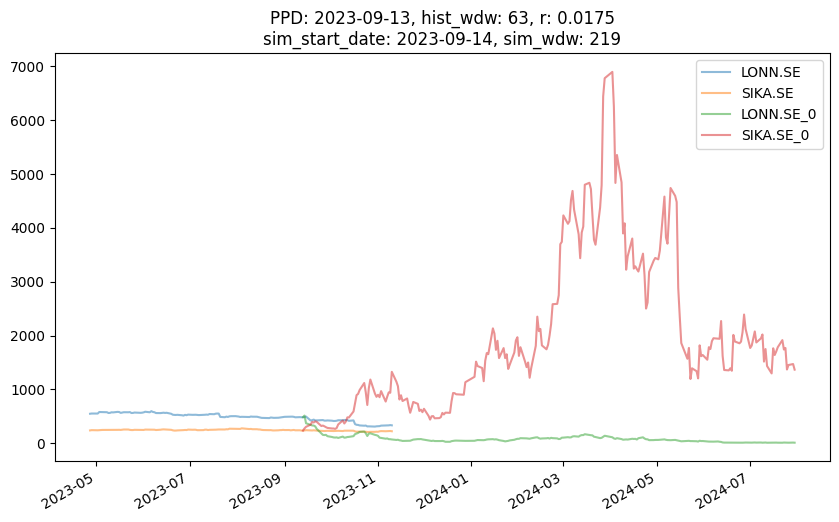 PPD: 2023-09-13, hist_wdw: 63, r: 0.0175
sim_start_date: 2023-09-14, sim_wdw: 219
LONN.SE
SIKA.SE
LONN.SE_0
SIKA.SE_0
7000
6000
5000
4000
3000
2000
1000
0
2023-05
2023-07
2023-09
2023-11
2024-01
2024-03
2024-05
2024-07